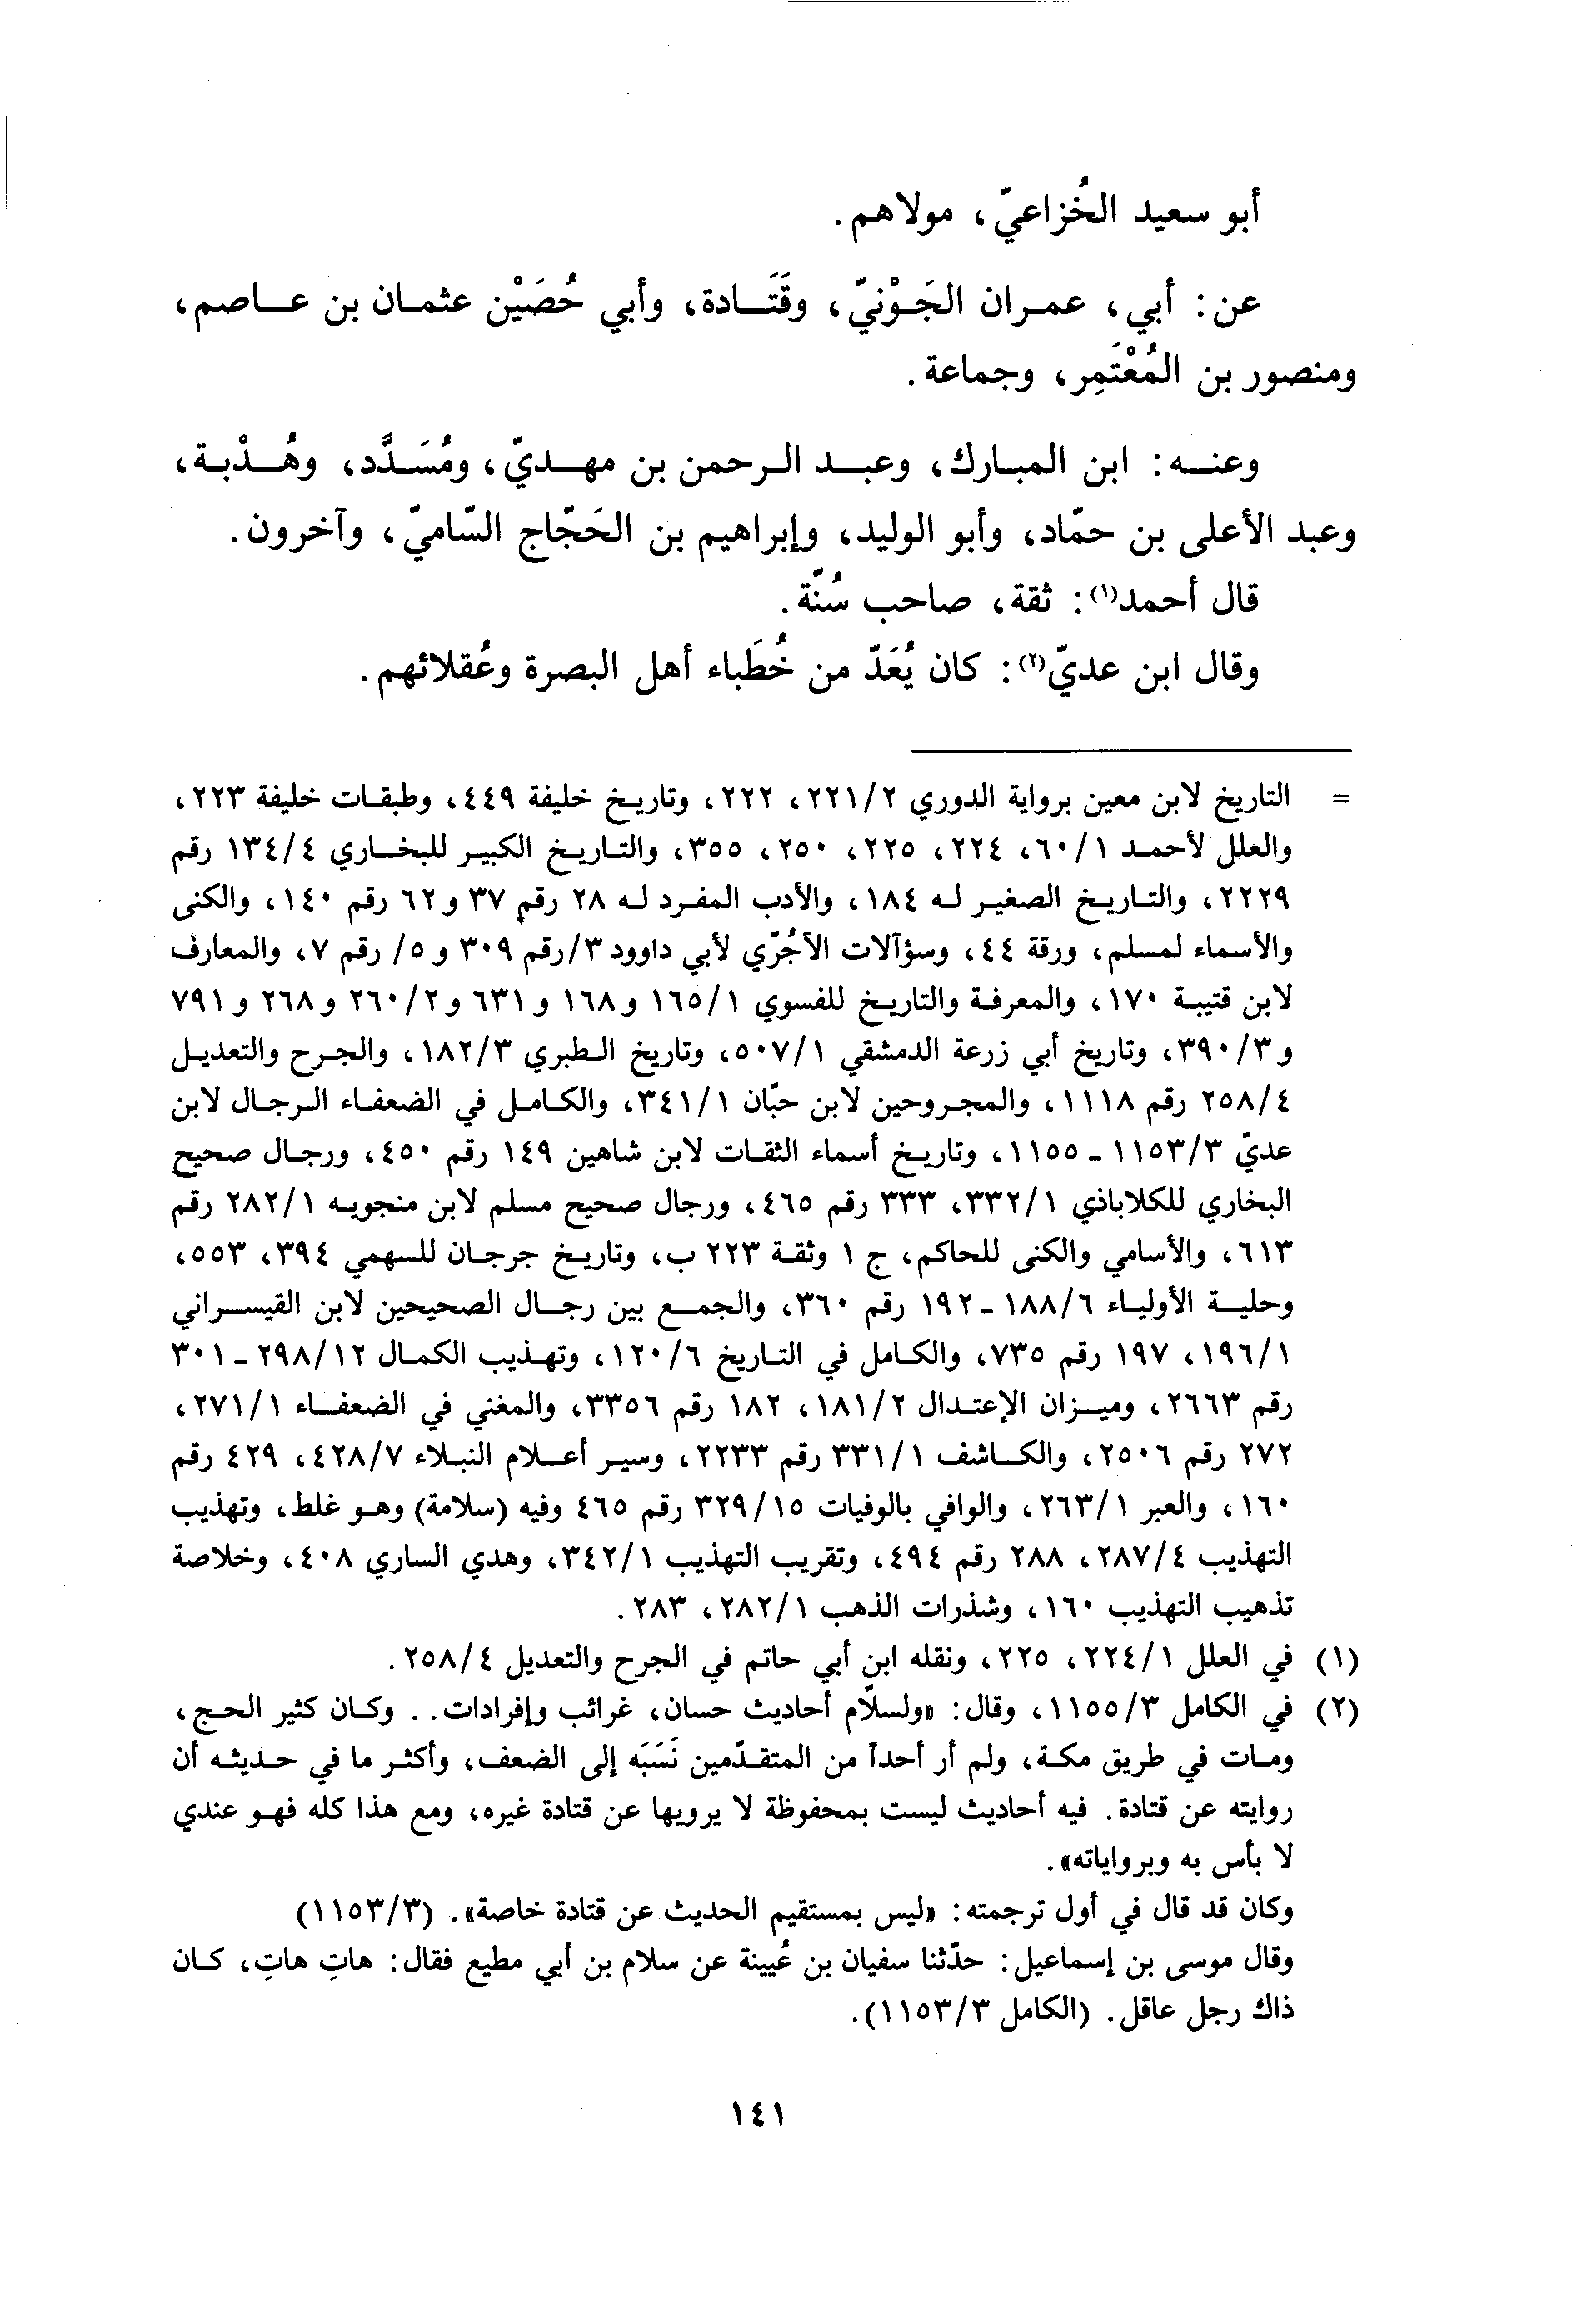 أبو سعيد الخُزاعيّ، مولاهم.
عن: أبي، عمران الجَوْنيّ، وقَتَادة، وأبي حُصَيْن عثمان بن عاصم،
ومنصور بن المُعْتَمِر، وجماعة.
وعنه: ابن المبارك، وعبد الرحمن بن مهديّ، ومُسَدَّد، وهُدْبة،
وعبد الأعلى بن حمّاد، وأبو الوليد، وإبراهيم بن الحَجّاج السّاميّ، وآخرون.
قال أحمد(١): ثقة، صاحب سُنّة.
وقال ابن عديّ(٢): كان يُعَدّ من خُطَباء أهل البصرة وعُقلائهم.
= التاريخ لابن معين برواية الدوري ٢/ ٢٢١، ٢٢٢، وتاريخ خليفة ٤٤٩، وطبقات خليفة ٢٢٣،
والعلل لأحمد ١/ ٦٠، ٢٢٤، ٢٢٥، ٢٥٠، ٣٥٥، والتاريخ الكبير للبخاري ٤/ ١٣٤ رقم
٢٢٢٩، والتاريخ الصغير له ١٨٤، والأدب المفرد له ٢٨ رقم ٣٧ و ٦٢ رقم ١٤٠، والكنى
والأسماء لمسلم، ورقة ٤٤، وسؤآلات الآجُرّي لأبي داوود ٣/رقم ٣٠٩ و ٥/ رقم ٧، والمعارف
لابن قتيبة ١٧٠، والمعرفة والتاريخ للفسوي ١/ ١٦٥ و ١٦٨ و ٦٣١ و٢/ ٢٦٠ و ٢٦٨ و ٧٩١
و ٣/ ٣٩٠، وتاريخ أبي زرعة الدمشقي ١/ ٥٠٧، وتاريخ الطبري ٣/ ١٨٢، والجرح والتعديل
٤/ ٢٥٨ رقم ١١١٨، والمجروحين لابن حبّان ١/ ٣٤١، والكامل في الضعفاء الرجال لابن
عديّ ٣/ ١١٥٣ - ١١٥٥، وتاريخ أسماء الثقات لابن شاهين ١٤٩ رقم ٤٥٠، ورجال صحيح
البخاري للكلاباذي ١/ ٣٣٢، ٣٣٣ رقم ٤٦٥، ورجال صحيح مسلم لابن منجويه ١/ ٢٨٢ رقم
٦١٣، والأسامي والكنى للحاكم، ج ١ وثقة ٢٢٣ ب، وتاريخ جرجان للسهمي ٣٩٤، ٥٥٣،
وحلية الأولياء ٦/ ١٨٨ - ١٩٢ رقم ٣٦٠، والجمع بين رجال الصحيحين لابن القيسراني
١/ ١٩٦، ١٩٧ رقم ٧٣٥، والكامل في التاريخ ٦/ ١٢٠، وتهذيب الكمال ١٢/ ٢٩٨ - ٣٠١
رقم ٢٦٦٣، وميزان الإعتدال ٢/ ١٨١، ١٨٢ رقم ٣٣٥٦، والمغني في الضعفاء ١/ ٢٧١،
٢٧٢ رقم ٢٥٠٦، والكاشف ١/ ٣٣١ رقم ٢٢٣٣، وسير أعلام النبلاء ٧/ ٤٢٨، ٤٢٩ رقم
١٦٠، والعبر ١/ ٢٦٣، والوافي بالوفيات ١٥/ ٣٢٩ رقم ٤٦٥ وفيه (سلامة) وهو غلط، وتهذيب
التهذيب ٤/ ٢٨٧، ٢٨٨ رقم ٤٩٤، وتقريب التهذيب ١/ ٣٤٢، وهدي الساري ٤٠٨، وخلاصة
تذهيب التهذيب ١٦٠، وشذرات الذهب ١/ ٢٨٢، ٢٨٣.
(١) في العلل ١/ ٢٢٤، ٢٢٥، ونقله ابن أبي حاتم في الجرح والتعديل ٤/ ٢٥٨.
(٢) في الكامل ٣/ ١١٥٥، وقال: «ولسلّام أحاديث حسان، غرائب وإفرادات.. وكان كثير الحج،
ومات في طريق مكة، ولم أر أحداً من المتقدّمين نَسَبَه إلى الضعف، وأكثر ما في حديثه أن
روايته عن قتادة. فيه أحاديث ليست بمحفوظة لا يرويها عن قتادة غيره، ومع هذا كله فهو عندي
لا بأس به وبرواياته».
وكان قد قال في أول ترجمته: «ليس بمستقيم الحديث عن قتادة خاصة». (٣/ ١١٥٣)
وقال موسى بن إسماعيل: حدّثنا سفيان بن عُيينة عن سلام بن أبي مطيع فقال: هاتِ هاتِ، كان
ذاك رجل عاقل. (الكامل ٣/ ١١٥٣).
١٤١